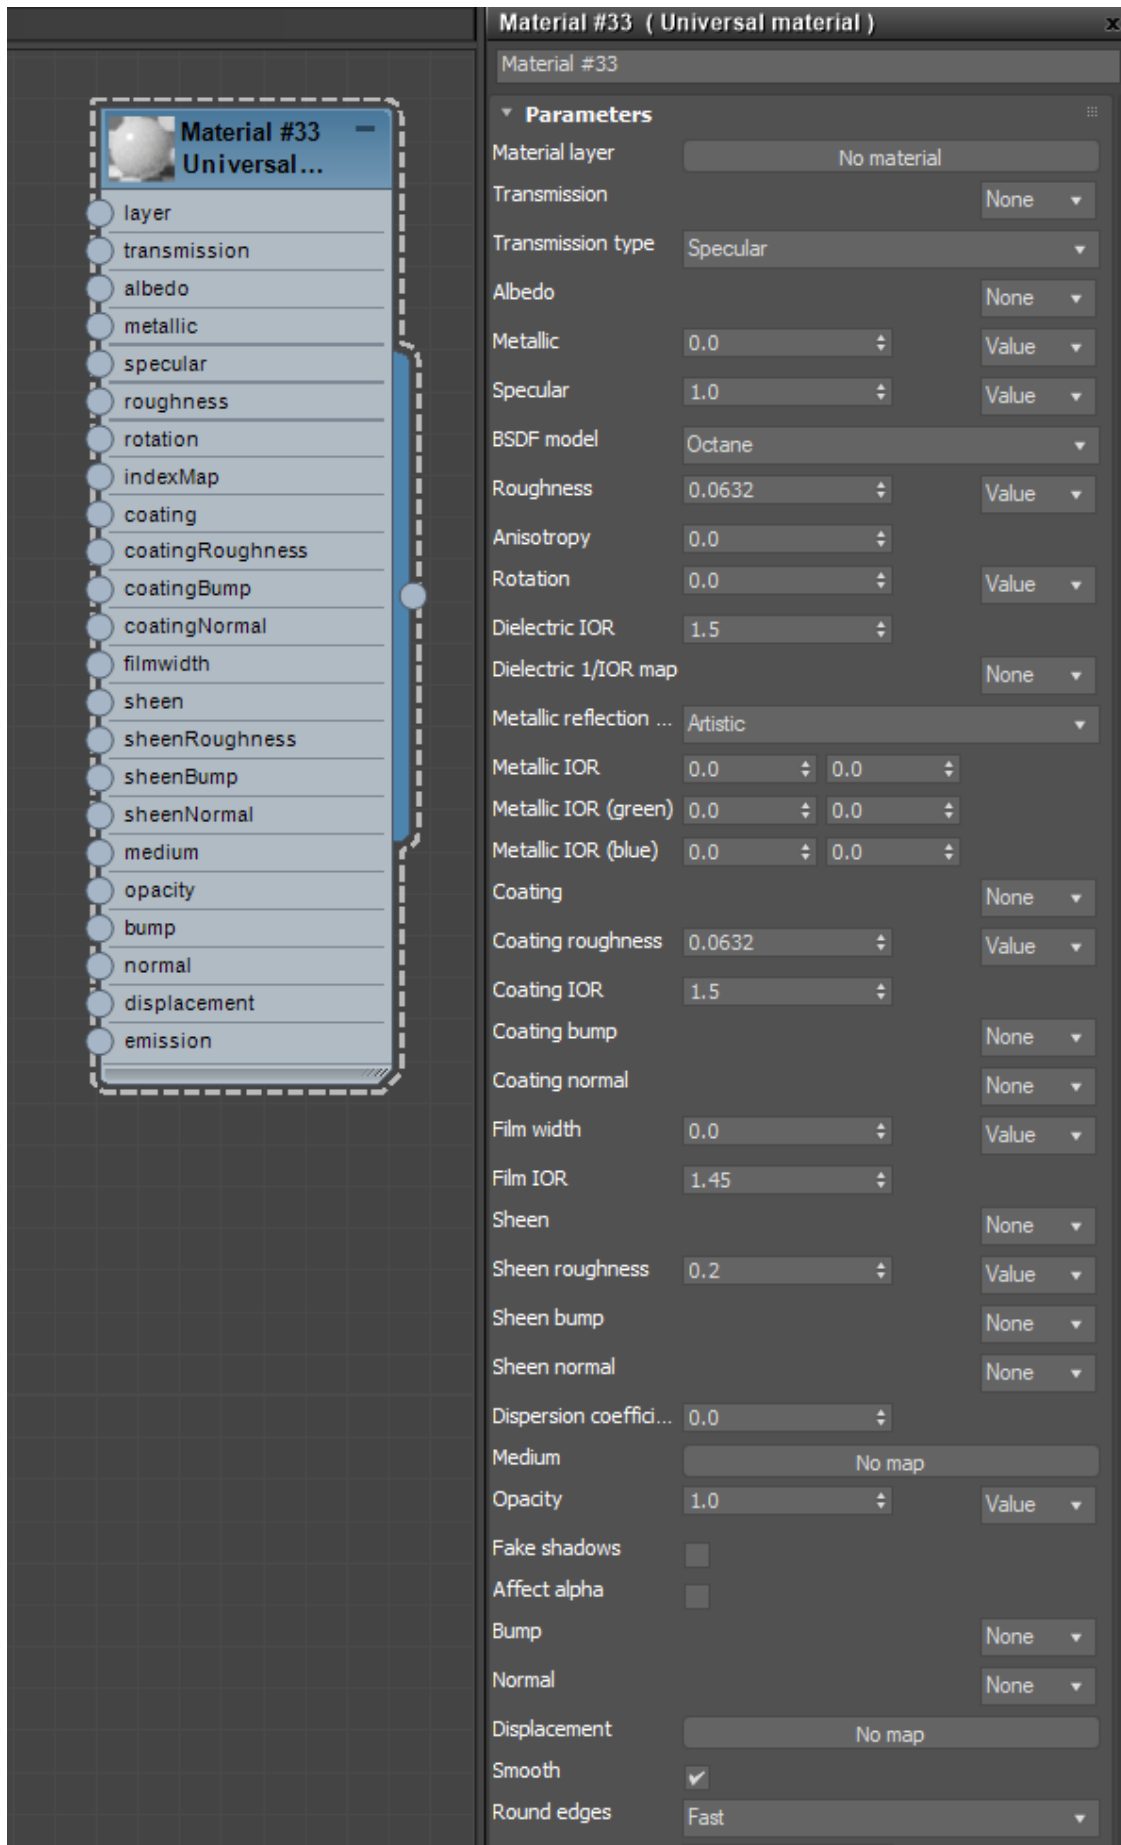 Material #33 ( Universal material ) x
Material #33
Parameters
Material #33
Universal...
layer
transmission
albedo
metallic
specular
roughness
rotation
indexMap
coating
coatingRoughness
coatingBump
coatingNormal
filmwidth
sheen
sheenRoughness
sheenBump
sheenNormal
medium
opacity
bump
normal
displacement
emission
Material layer No material
Transmission None
Transmission type Specular
Albedo None
Metallic 0.0 Value
Specular 1.0 Value
BSDF model Octane
Roughness 0.0632 Value
Anisotropy 0.0
Rotation 0.0 Value
Dielectric IOR 1.5
Dielectric 1/IOR map None
Metallic reflection ... Artistic
Metallic IOR 0.0 0.0
Metallic IOR (green) 0.0 0.0
Metallic IOR (blue) 0.0 0.0
Coating None
Coating roughness 0.0632 Value
Coating IOR 1.5
Coating bump None
Coating normal None
Film width 0.0 Value
Film IOR 1.45
Sheen None
Sheen roughness 0.2 Value
Sheen bump None
Sheen normal None
Dispersion coeffici... 0.0
Medium No map
Opacity 1.0 Value
Fake shadows
Affect alpha
Bump None
Normal None
Displacement No map
Smooth
Round edges Fast